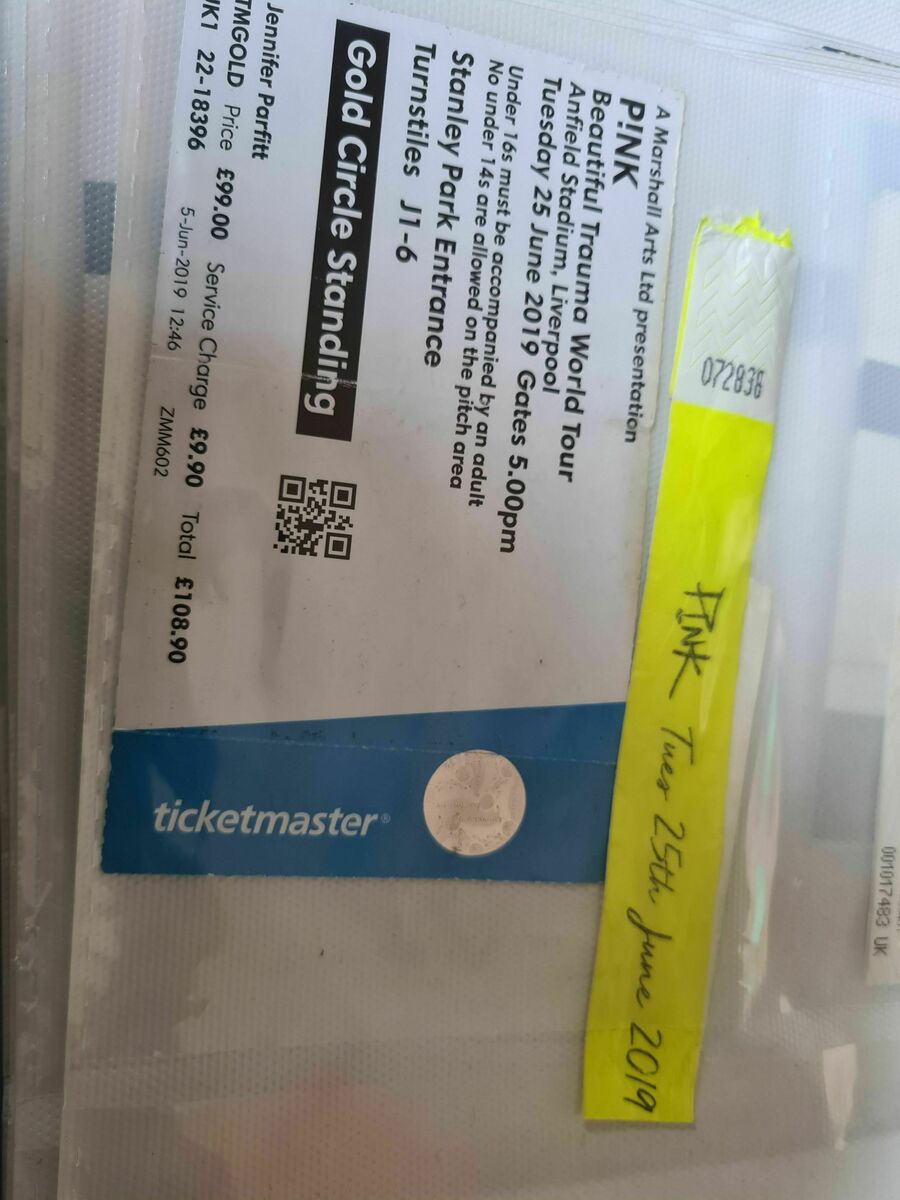 A Marshall Arts Ltd presentation
P!NK
Beautiful Trauma World Tour
Anfield Stadium, Liverpool
Tuesday 25 June 2019 Gates 5.00pm
Under 16s must be accompanied by an adult
No under 14s are allowed on the pitch area
Stanley Park Entrance
Turnstiles J1-6
Gold Circle Standing
Jennifer Parfitt
TMGOLD Price £99.00 Service Charge £9.90 Total £108.90
22-18396 5-Jun-2019 12:46 ZMM602
ticketmaster®
072836
P!NK Tues 25th June 2019
001017483 UK